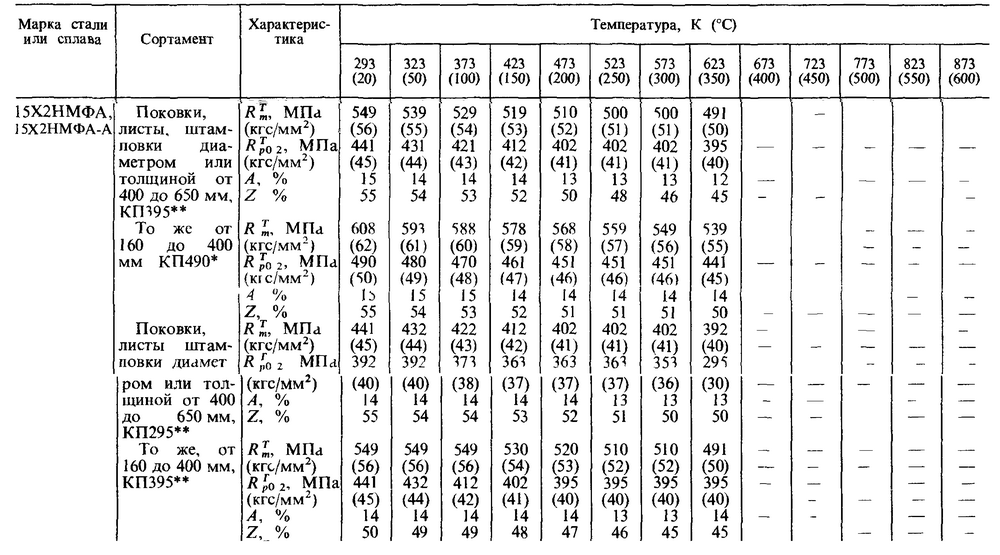 Марка стали или сплава | Сортамент | Характерис- тика | Температура, К (°С)
293 (20) | 323 (50) | 373 (100) | 423 (150) | 473 (200) | 523 (250) | 573 (300) | 623 (350) | 673 (400) | 723 (450) | 773 (500) | 823 (550) | 873 (600)
15Х2НМФА, Поковки, R T m, МПа 549 539 529 519 510 500 500 491 –
15Х2НМФА-А листы, штам- (кгс/мм²) (56) (55) (54) (53) (52) (51) (51) (50)
повки диа- R T p0 2, МПа 441 431 421 412 402 402 402 395 — — — — —
метром или (кгс/мм²) (45) (44) (43) (42) (41) (41) (41) (40)
толщиной от A, % 15 14 14 14 13 13 13 12 — — — — —
400 до 650 мм, Z % 55 54 53 52 50 48 46 45 – – — — —
КП395**
То же от R T m, МПа 608 593 588 578 568 559 549 539
160 до 400 (кгс/мм²) (62) (61) (60) (59) (58) (57) (56) (55) – – –
мм КП490* R T p0 2, МПа 490 480 470 461 451 451 451 441 — — — – –
(кгс/мм²) (50) (49) (48) (47) (46) (46) (46) (45)
A % 15 15 15 14 14 14 14 14 – –
Z, % 55 54 53 52 51 51 51 50 – –
Поковки, R T m, МПа 441 432 422 412 402 402 402 392 – – — – –
листы штам- (кгс/мм²) (45) (44) (43) (42) (41) (41) (41) (40) — – —
повки диамет R T p0 2 МПа 392 392 373 363 363 363 353 295 – – — – –
ром или тол- (кгс/мм²) (40) (40) (38) (37) (37) (37) (36) (30) — — — — —
щиной от 400 A, % 14 14 14 14 14 13 13 13 — — — — —
до 650 мм, Z, % 55 54 54 53 52 51 50 50 – – — — —
КП295**
То же, от R T m, МПа 549 549 549 530 520 510 510 491 — — — — —
160 до 400 мм, (кгс/мм²) (56) (56) (56) (54) (53) (52) (52) (50) — — — — —
КП395** R T p0 2, МПа 441 432 412 402 395 395 395 395 — – — — —
(кгс/мм²) (45) (44) (42) (41) (40) (40) (40) (40) – — — —
A, % 14 14 14 14 14 13 13 14 – – — — —
Z, % 50 49 49 48 47 46 45 45 — — —